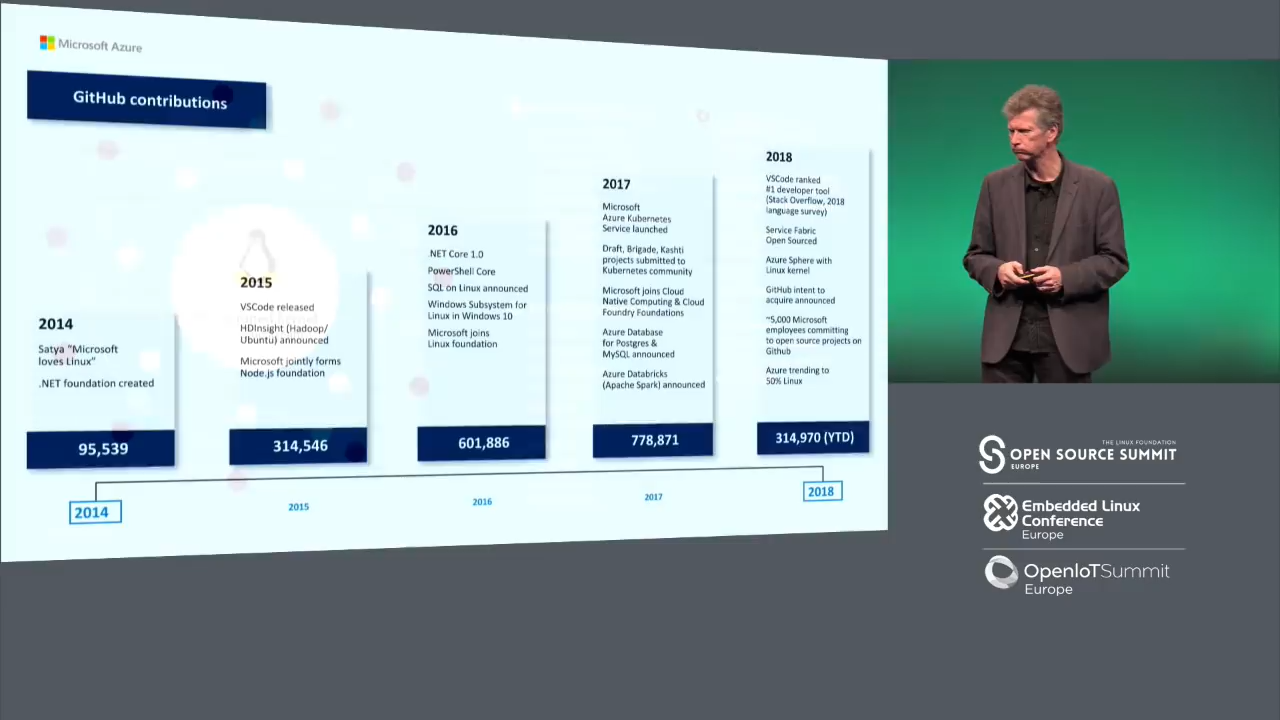 Microsoft Azure
GitHub contributions
2014
Satya "Microsoft
loves Linux"
.NET foundation created
95,539
2015
VSCode released
HDInsight (Hadoop/
Ubuntu) announced
Microsoft jointly forms
Node.js foundation
314,546
2016
.NET Core 1.0
PowerShell Core
SQL on Linux announced
Windows Subsystem for
Linux in Windows 10
Microsoft joins
Linux foundation
601,886
2017
Microsoft
Azure Kubernetes
Service launched
Draft, Brigade, Kashti
projects submitted to
Kubernetes community
Microsoft joins Cloud
Native Computing & Cloud
Foundry Foundations
Azure Database
for Postgres &
MySQL announced
Azure Databricks
(Apache Spark) announced
778,871
2018
VSCode ranked
#1 developer tool
(Stack Overflow, 2018
language survey)
Service Fabric
Open Sourced
Azure Sphere with
Linux kernel
GitHub intent to
acquire announced
~5,000 Microsoft
employees committing
to open source projects on
Github
Azure trending to
50% Linux
314,970 (YTD)
2014
2015
2016
2017
2018
THE LINUX FOUNDATION
OPEN SOURCE SUMMIT
EUROPE
Embedded Linux
Conference
Europe
OpenIoTSummit
Europe